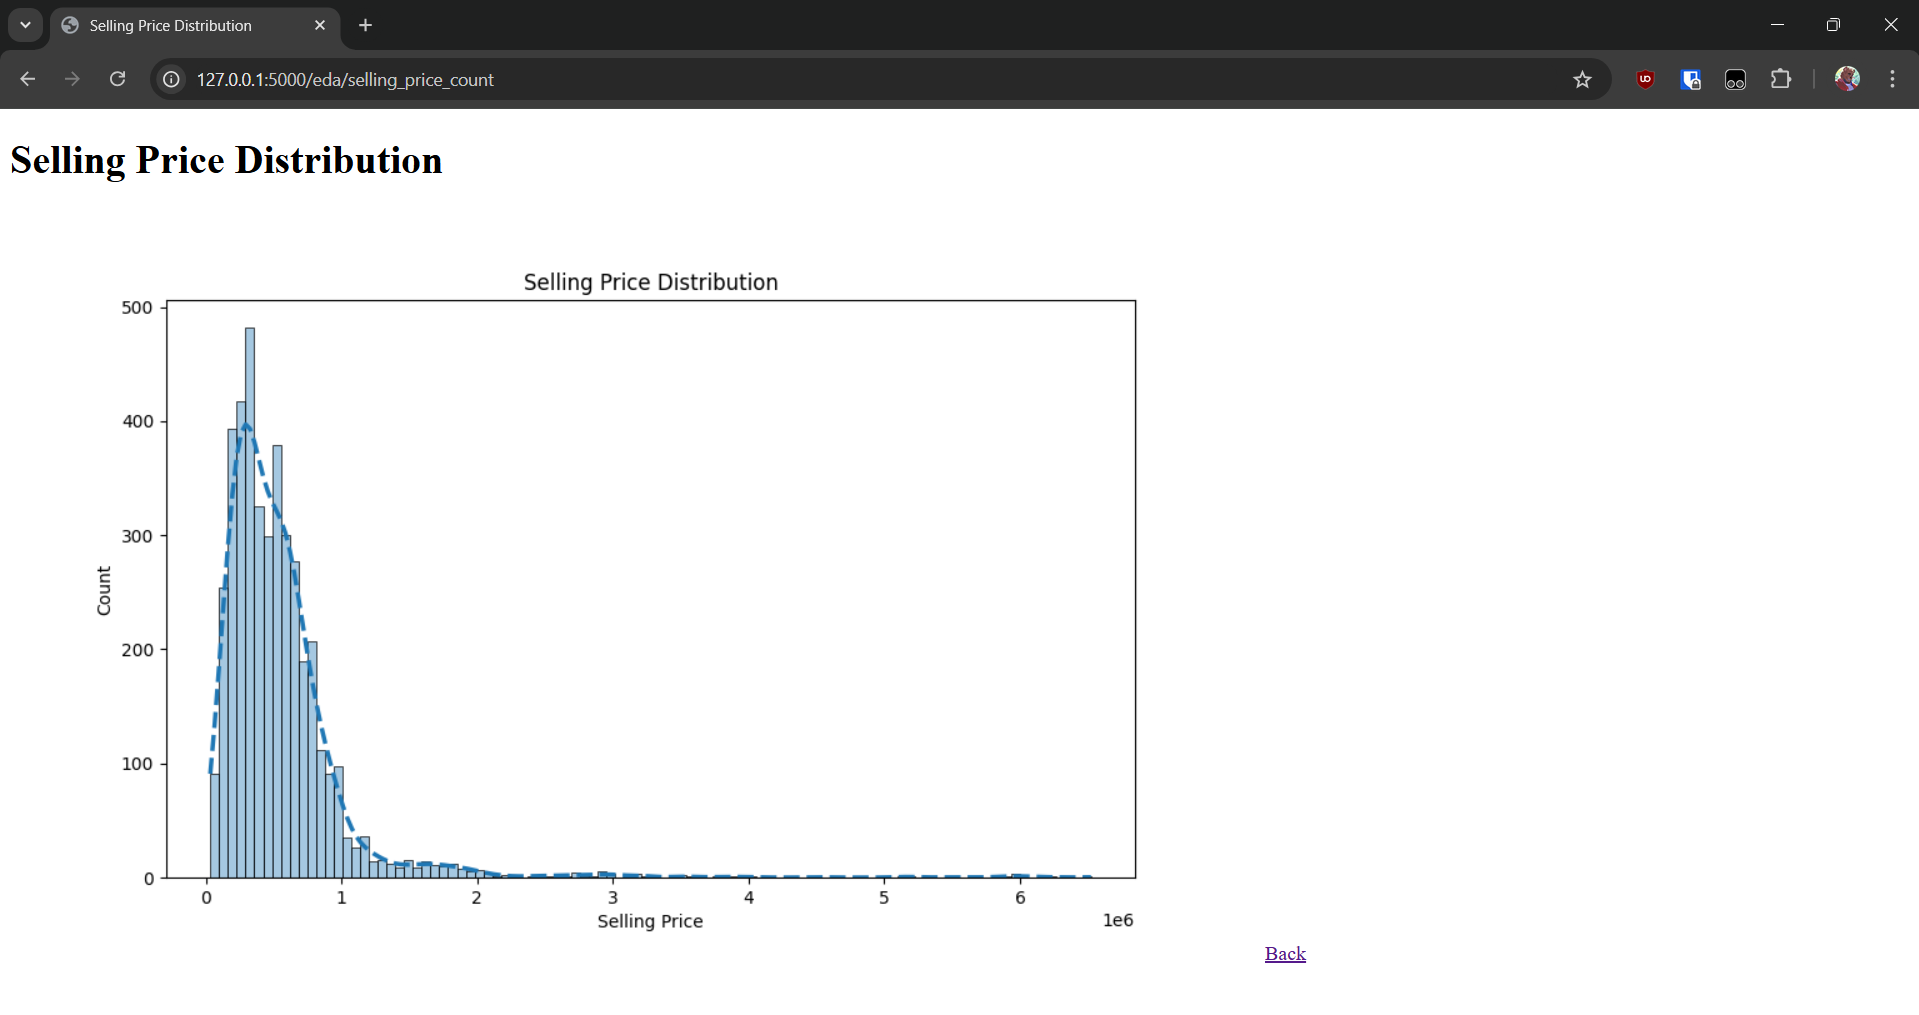 Selling Price Distribution
127.0.0.1:5000/eda/selling_price_count
Selling Price Distribution
Selling Price Distribution
500
400
300
200
100
0
Count
0 1 2 3 4 5 6
Selling Price
1e6
Back